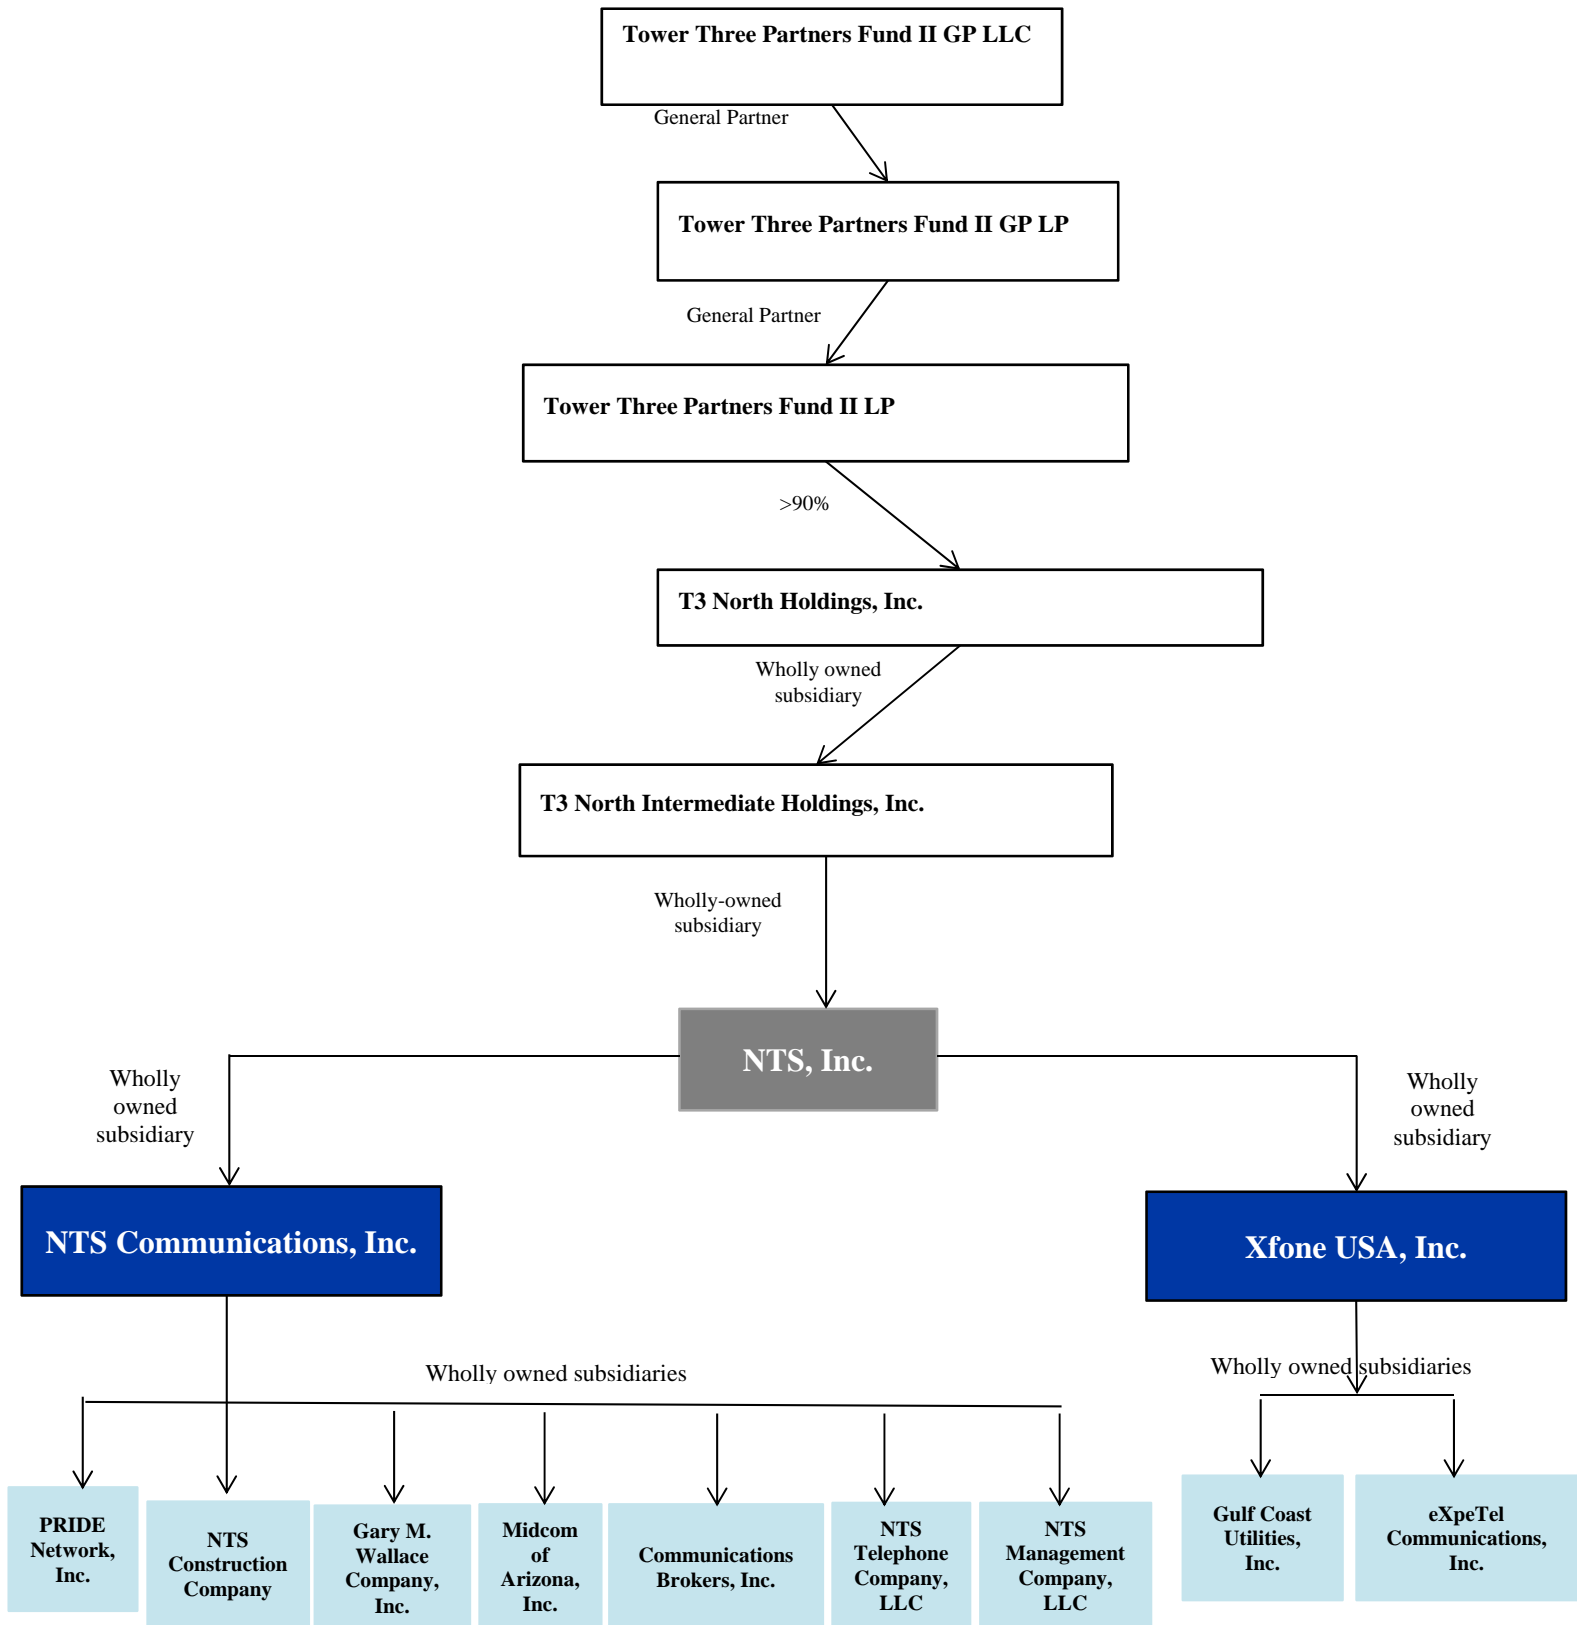 Tower Three Partners Fund II GP LLC
General Partner
Tower Three Partners Fund II GP LP
General Partner
Tower Three Partners Fund II LP
>90%
T3 North Holdings, Inc.
Wholly owned
subsidiary
T3 North Intermediate Holdings, Inc.
Wholly-owned
subsidiary
NTS, Inc.
Wholly
owned
subsidiary
Wholly
owned
subsidiary
NTS Communications, Inc.
Xfone USA, Inc.
Wholly owned subsidiaries
Wholly owned subsidiaries
PRIDE
Network,
Inc.
NTS
Construction
Company
Gary M.
Wallace
Company,
Inc.
Midcom
of
Arizona,
Inc.
Communications
Brokers, Inc.
NTS
Telephone
Company,
LLC
NTS
Management
Company,
LLC
Gulf Coast
Utilities,
Inc.
eXpeTel
Communications,
Inc.